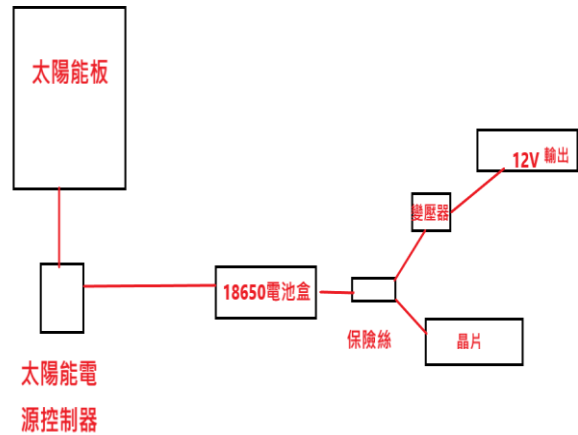 太陽能板
12V 輸出
變壓器
18650電池盒
保險絲
晶片
太陽能電
源控制器